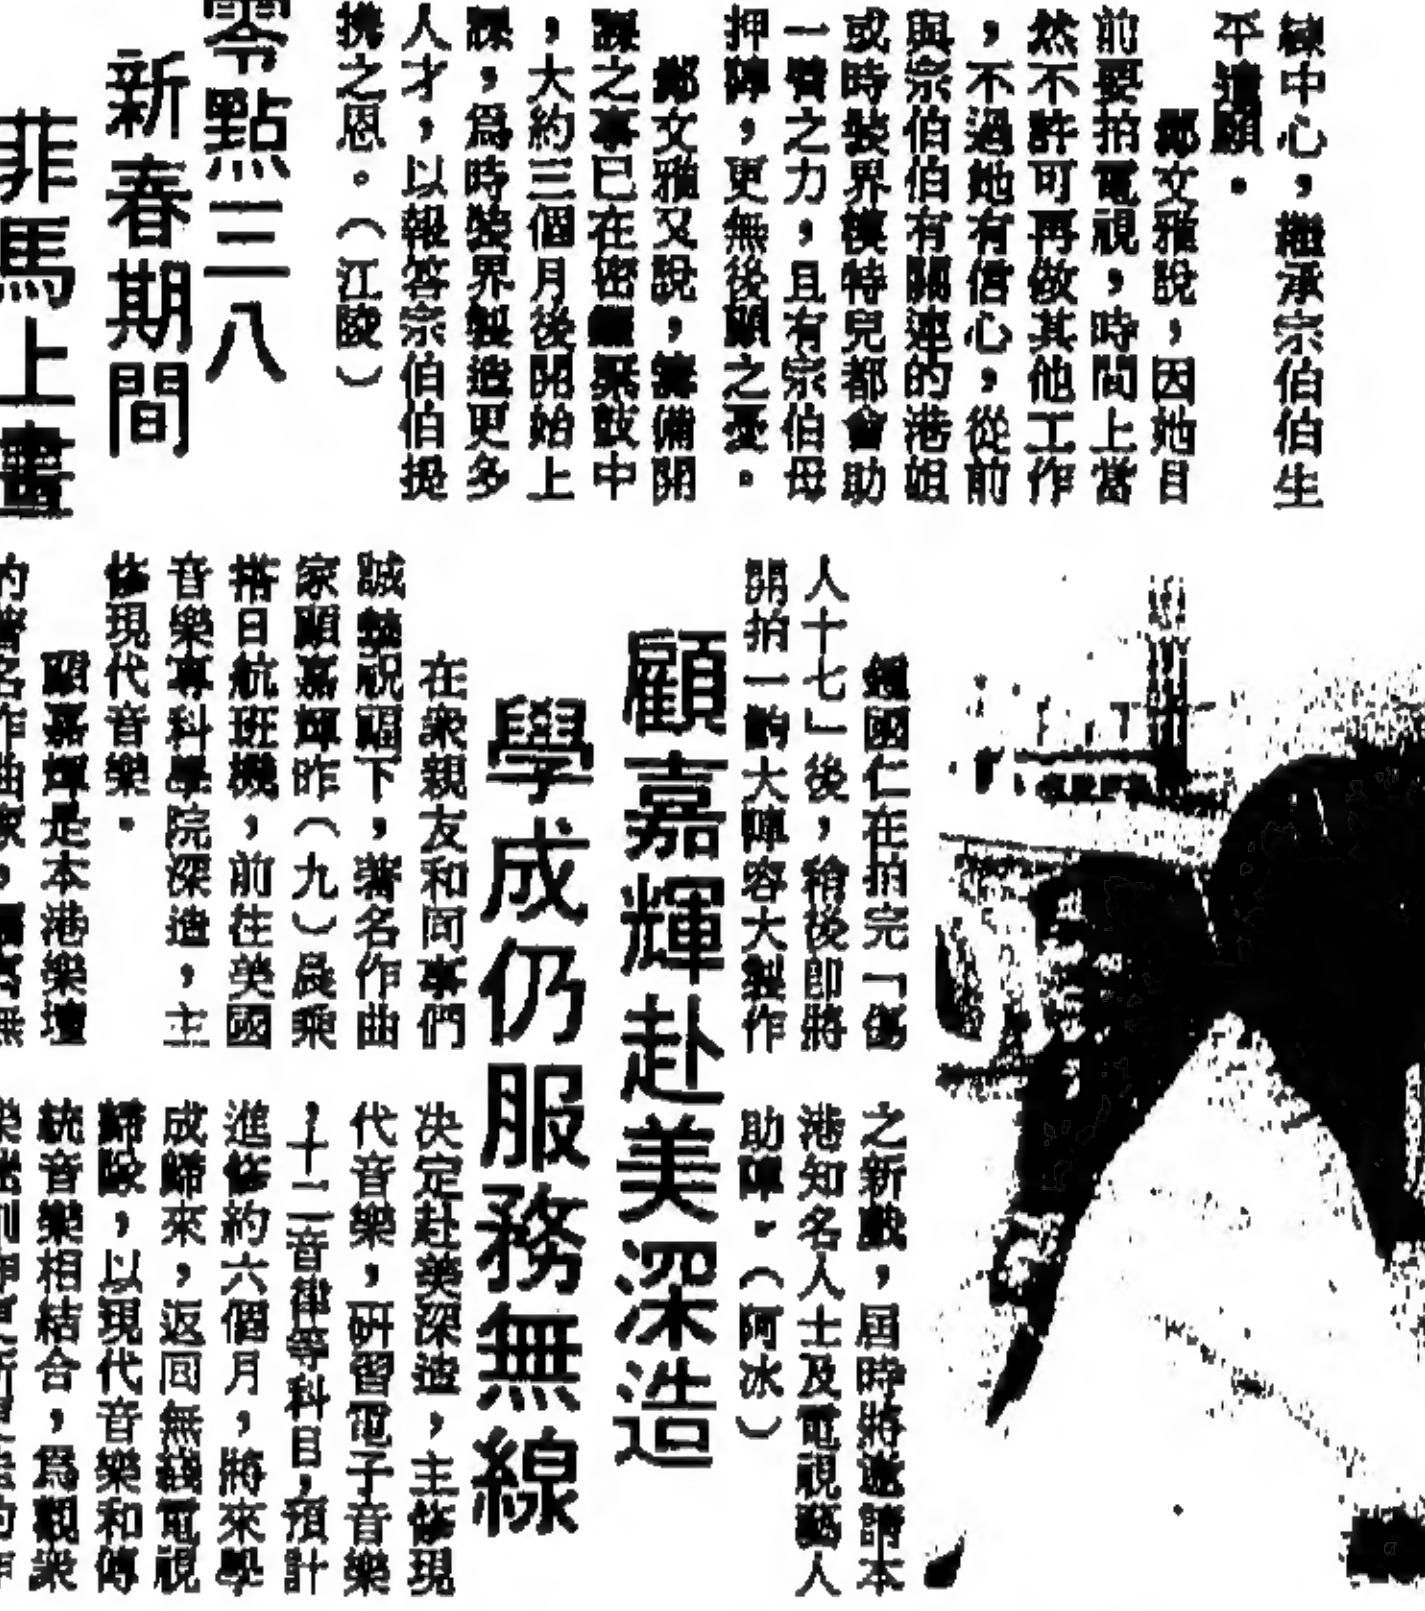 練中心，繼承宗伯伯生
平遺願。
鄭文雅說，因她目
前要拍電視，時間上當
然不許可再做其他工作
，不過她有信心，從前
與宗伯伯有關連的港姐
或時裝界模特兒都會助
一臂之力，且有宗伯母
押陣，更無後顧之憂。
鄭文雅又說，籌備開
課之事已在密鑼緊鼓中
，大約三個月後開始上
課，爲時裝界製造更多
人才，以報答宗伯伯提
携之恩。（江陵）
零點三八
新春期間
菲馬上畫
鍾國仁在拍完「
人十七」後，稍後即將
開拍一齣大陣容大製作
之新戲，屆時將邀請本
港知名人士及電視藝人
助陣。（阿冰）
顧嘉輝赴美深造
學成仍服務無線
在衆親友和同事們
誠摯祝福下，著名作曲
家顧嘉輝昨（九）晨乘
搭日航班機，前往美國
音樂專科學院深造，主
修現代音樂。
顧嘉輝是本港樂壇
的著名作曲家，
决定赴美深造，主修現
代音樂，研習電子音樂
，十二音律等科目，預計
進修約六個月，將來學
成歸來，返回無綫電視
歸隊，以現代音樂和傳
統音樂相結合，爲觀衆